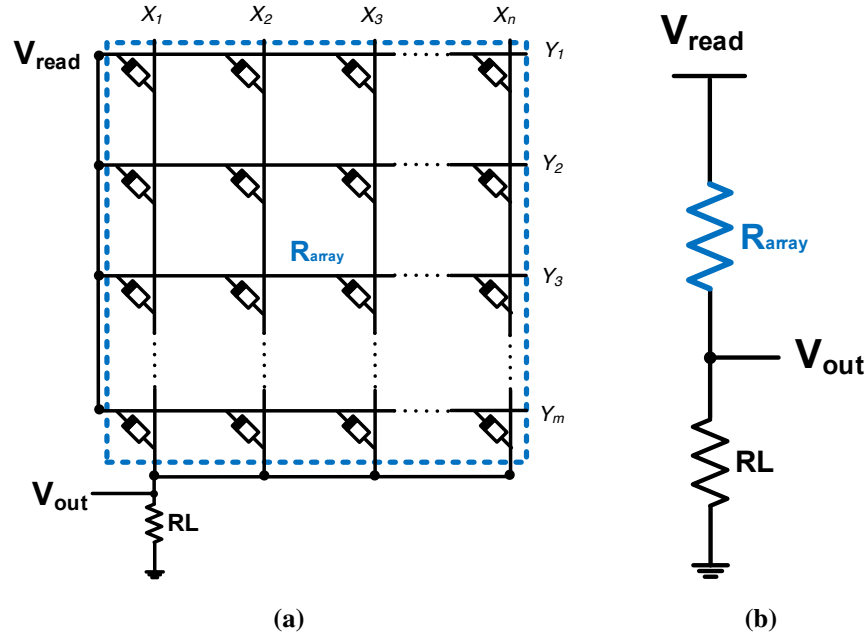 X1 X2 X3 Xn
Vread Y1
Y2
Rarray
Y3
Ym
Vout
RL
(a)
Vread
Rarray
Vout
RL
(b)